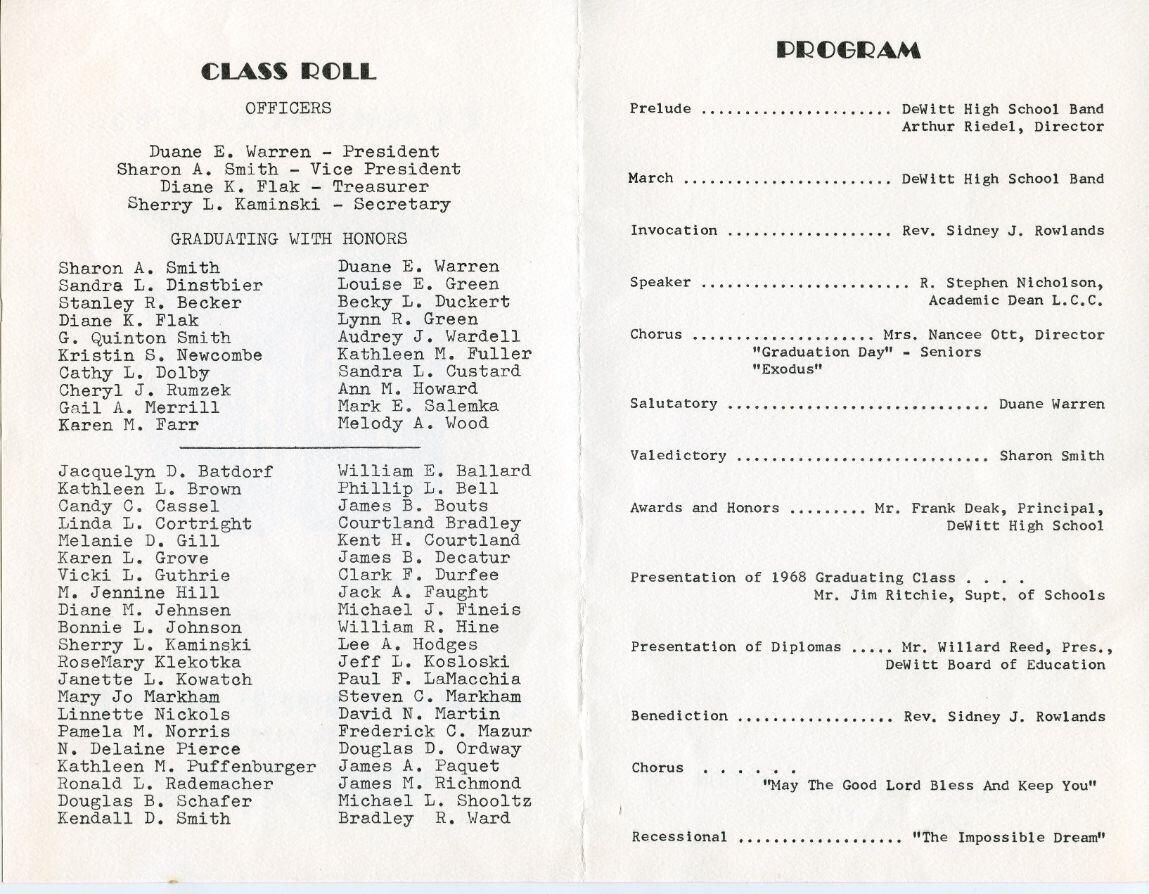 CLASS ROLL
OFFICERS
Duane E. Warren - President
Sharon A. Smith - Vice President
Diane K. Flak - Treasurer
Sherry L. Kaminski - Secretary
GRADUATING WITH HONORS
Sharon A. Smith
Sandra L. Dinstbier
Stanley R. Becker
Diane K. Flak
G. Quinton Smith
Kristin S. Newcombe
Cathy L. Dolby
Cheryl J. Rumzek
Gail A. Merrill
Karen M. Farr
Duane E. Warren
Louise E. Green
Becky L. Duckert
Lynn R. Green
Audrey J. Wardell
Kathleen M. Fuller
Sandra L. Custard
Ann M. Howard
Mark E. Salemka
Melody A. Wood
Jacquelyn D. Batdorf
Kathleen L. Brown
Candy C. Cassel
Linda L. Cortright
Melanie D. Gill
Karen L. Grove
Vicki L. Guthrie
M. Jennine Hill
Diane M. Jehnsen
Bonnie L. Johnson
Sherry L. Kaminski
RoseMary Klekotka
Janette L. Kowatch
Mary Jo Markham
Linnette Nickols
Pamela M. Norris
N. Delaine Pierce
Kathleen M. Puffenburger
Ronald L. Rademacher
Douglas B. Schafer
Kendall D. Smith
William E. Ballard
Phillip L. Bell
James B. Bouts
Courtland Bradley
Kent H. Courtland
James B. Decatur
Clark F. Durfee
Jack A. Faught
Michael J. Fineis
William R. Hine
Lee A. Hodges
Jeff L. Kosloski
Paul F. LaMacchia
Steven C. Markham
David N. Martin
Frederick C. Mazur
Douglas D. Ordway
James A. Paquet
James M. Richmond
Michael L. Shooltz
Bradley R. Ward
PROGRAM
Prelude ...................... DeWitt High School Band
Arthur Riedel, Director
March ........................ DeWitt High School Band
Invocation ................... Rev. Sidney J. Rowlands
Speaker ........................ R. Stephen Nicholson,
Academic Dean L.C.C.
Chorus ..................... Mrs. Nancee Ott, Director
"Graduation Day" - Seniors
"Exodus"
Salutatory .............................. Duane Warren
Valedictory ............................. Sharon Smith
Awards and Honors ......... Mr. Frank Deak, Principal,
DeWitt High School
Presentation of 1968 Graduating Class . . . .
Mr. Jim Ritchie, Supt. of Schools
Presentation of Diplomas ..... Mr. Willard Reed, Pres.,
DeWitt Board of Education
Benediction .................. Rev. Sidney J. Rowlands
Chorus . . . . . .
"May The Good Lord Bless And Keep You"
Recessional ................... "The Impossible Dream"